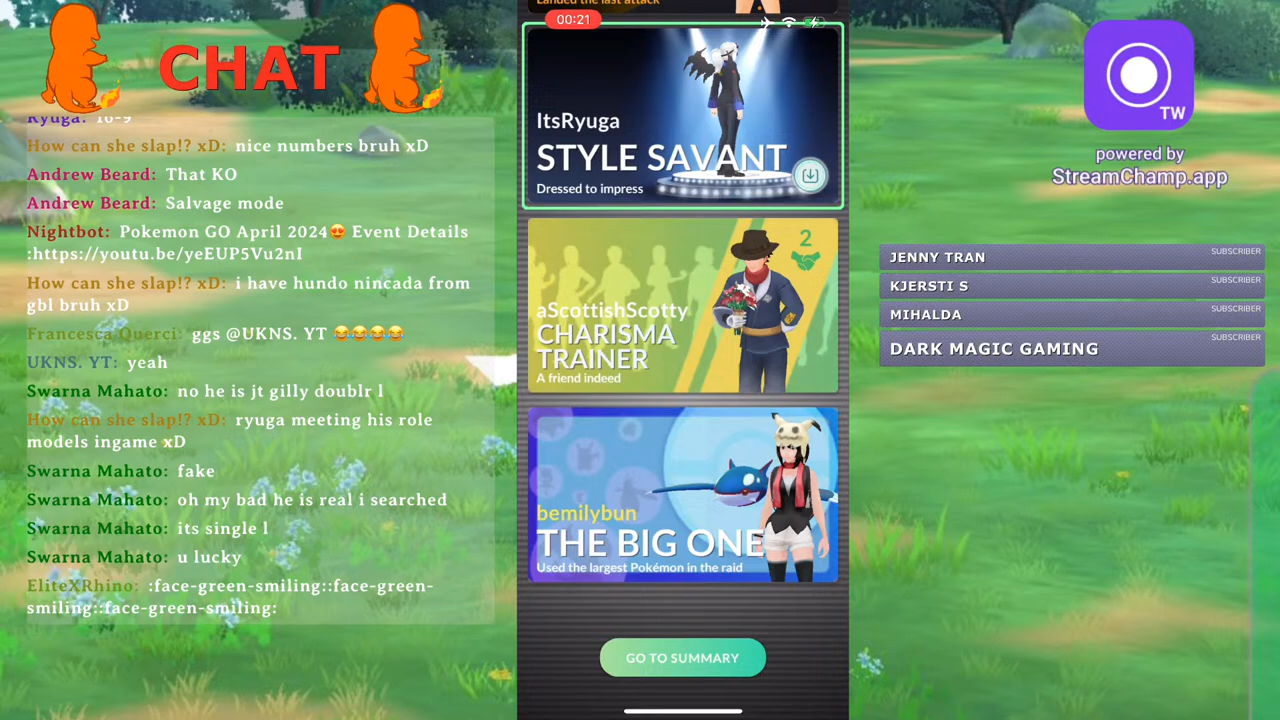 CHAT
Ryuga: 16-9
How can she slap!? xD: nice numbers bruh xD
Andrew Beard: That KO
Andrew Beard: Salvage mode
Nightbot: Pokemon GO April 2024😍 Event Details
:https://youtu.be/yeEUP5Vu2nI
How can she slap!? xD: i have hundo nincada from
gbl bruh xD
Francesca Querci: ggs @UKNS. YT 😂😂😂😂
UKNS. YT: yeah
Swarna Mahato: no he is jt gilly doublr l
How can she slap!? xD: ryuga meeting his role
models ingame xD
Swarna Mahato: fake
Swarna Mahato: oh my bad he is real i searched
Swarna Mahato: its single l
Swarna Mahato: u lucky
EliteXRhino: :face-green-smiling::face-green-
smiling::face-green-smiling:
Landed the last attack
00:21
ItsRyuga
STYLE SAVANT
Dressed to impress
2
aScottishScotty
CHARISMA
TRAINER
A friend indeed
bemilybun
THE BIG ONE
Used the largest Pokémon in the raid
GO TO SUMMARY
TW
powered by
StreamChamp.app
JENNY TRAN SUBSCRIBER
KJERSTI S SUBSCRIBER
MIHALDA SUBSCRIBER
DARK MAGIC GAMING SUBSCRIBER